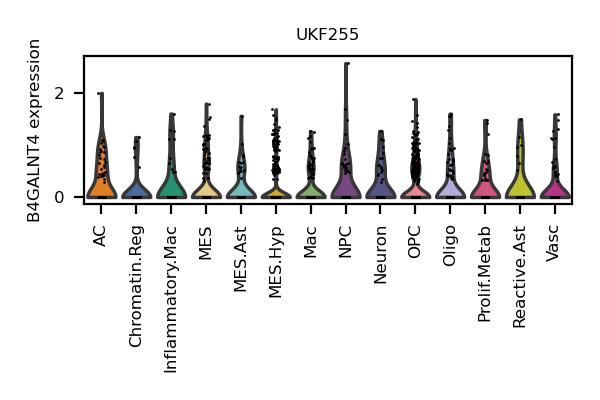 UKF255
B4GALNT4 expression
2
0
AC
Chromatin.Reg
Inflammatory.Mac
MES
MES.Ast
MES.Hyp
Mac
NPC
Neuron
OPC
Oligo
Prolif.Metab
Reactive.Ast
Vasc